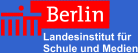 Berlin
Landesinstitut für
Schule und Medien